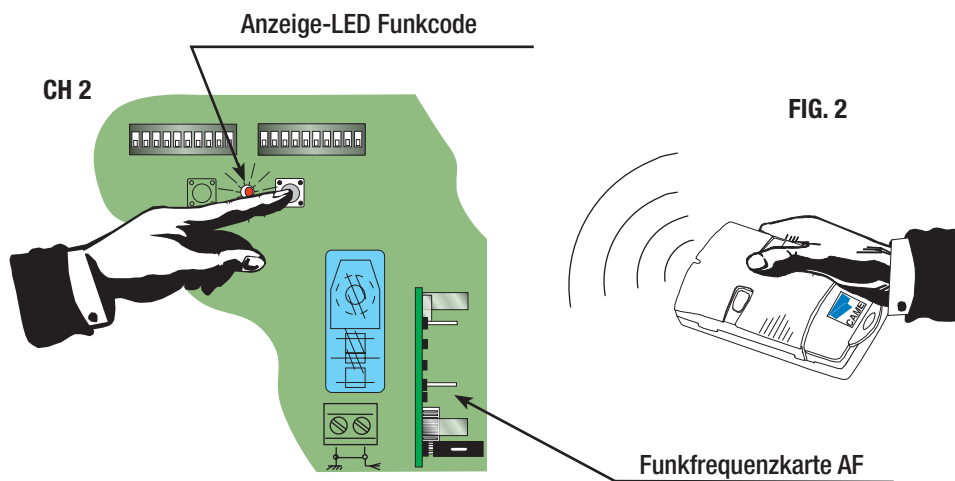 Anzeige-LED Funkcode
CH 2
FIG. 2
CAME
Funkfrequenzkarte AF